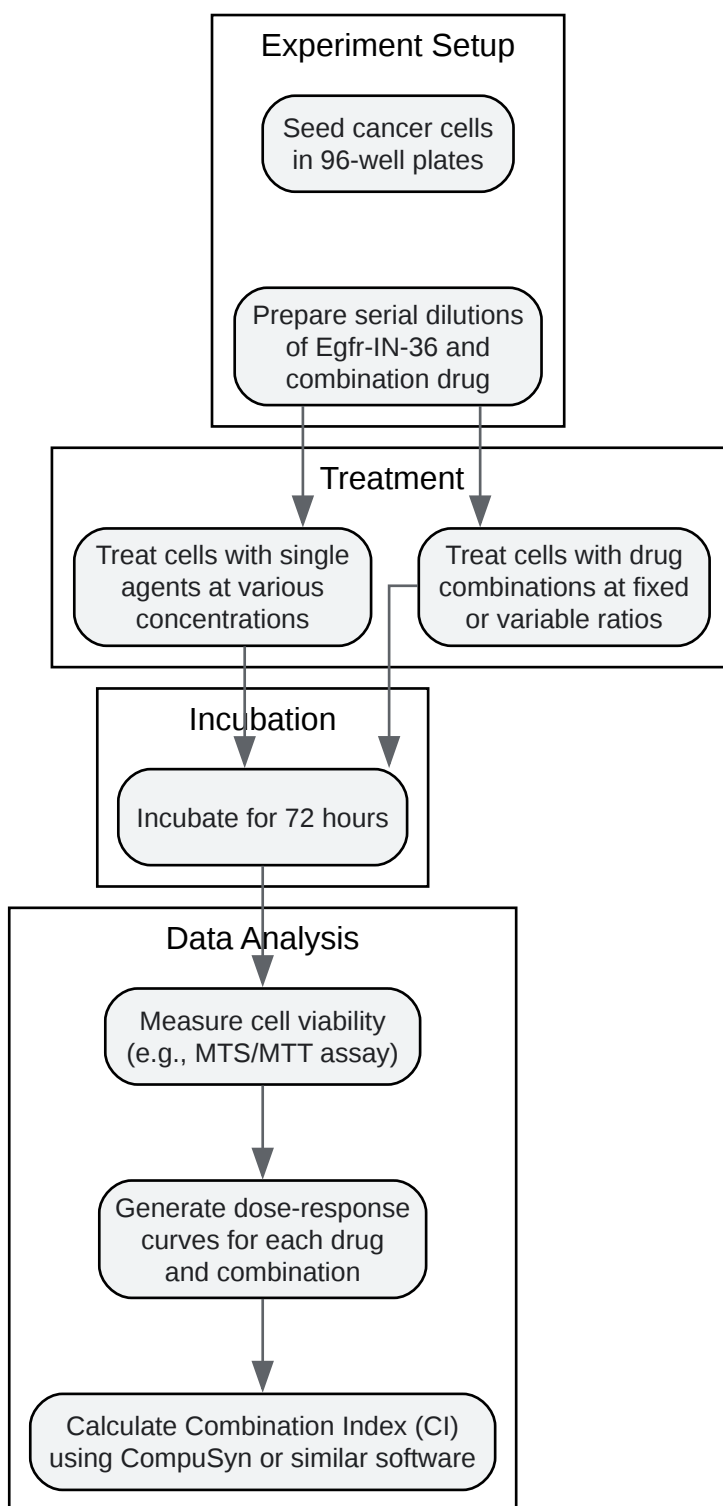 Experiment Setup
Seed cancer cells
in 96-well plates
Prepare serial dilutions
of Egfr-IN-36 and
combination drug
Treatment
Treat cells with single
agents at various
concentrations
Treat cells with drug
combinations at fixed
or variable ratios
Incubation
Incubate for 72 hours
Data Analysis
Measure cell viability
(e.g., MTS/MTT assay)
Generate dose-response
curves for each drug
and combination
Calculate Combination Index (CI)
using CompuSyn or similar software